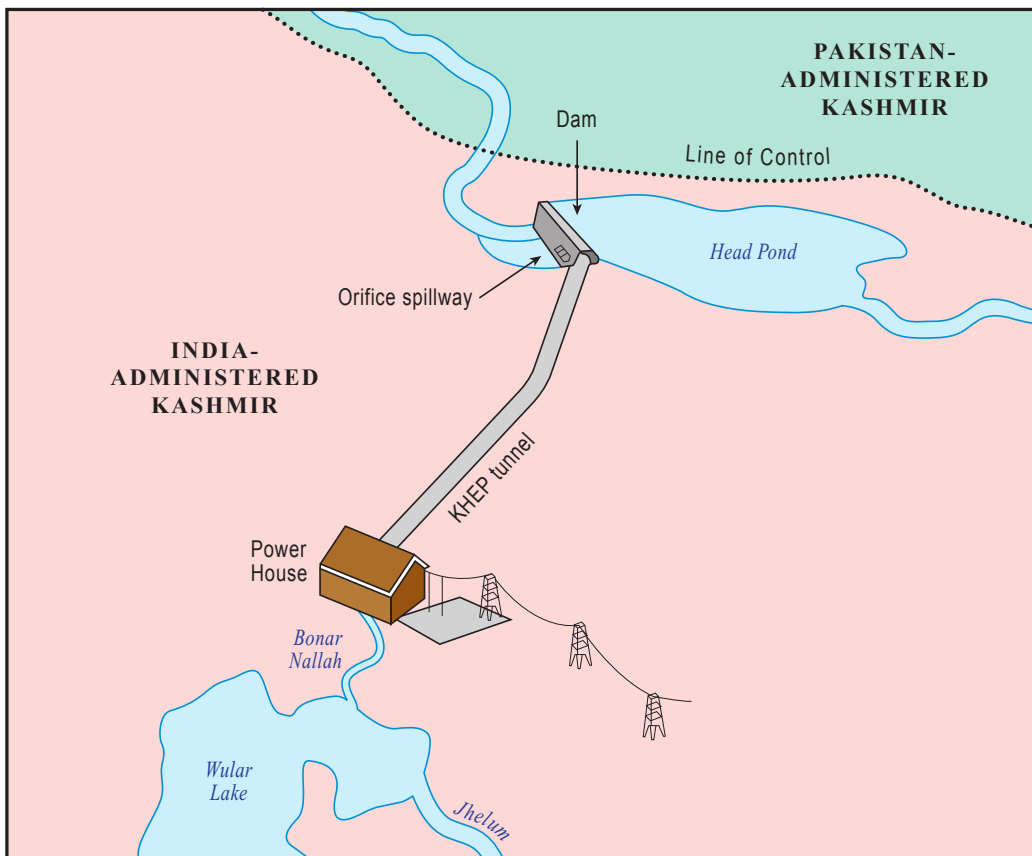 PAKISTAN-
ADMINISTERED
KASHMIR
Dam
Line of Control
Head Pond
Orifice spillway
INDIA-
ADMINISTERED
KASHMIR
KHEP tunnel
Power
House
Bonar
Nallah
Wular
Lake
Jhelum